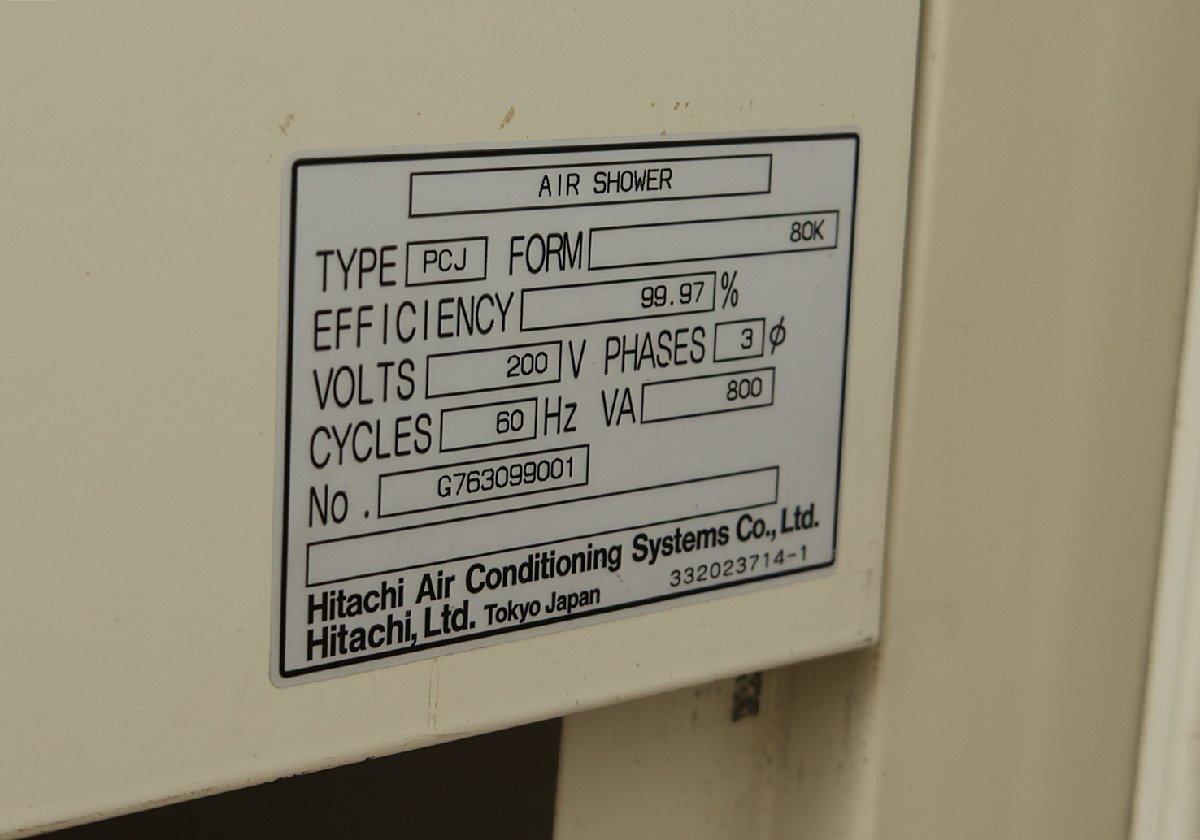 AIR SHOWER
TYPE PCJ FORM 80K
EFFICIENCY 99.97 %
VOLTS 200 V PHASES 3 φ
CYCLES 60 Hz VA 800
No. G763099001
Hitachi Air Conditioning Systems Co., Ltd.
Hitachi, Ltd. Tokyo Japan 332023714-1